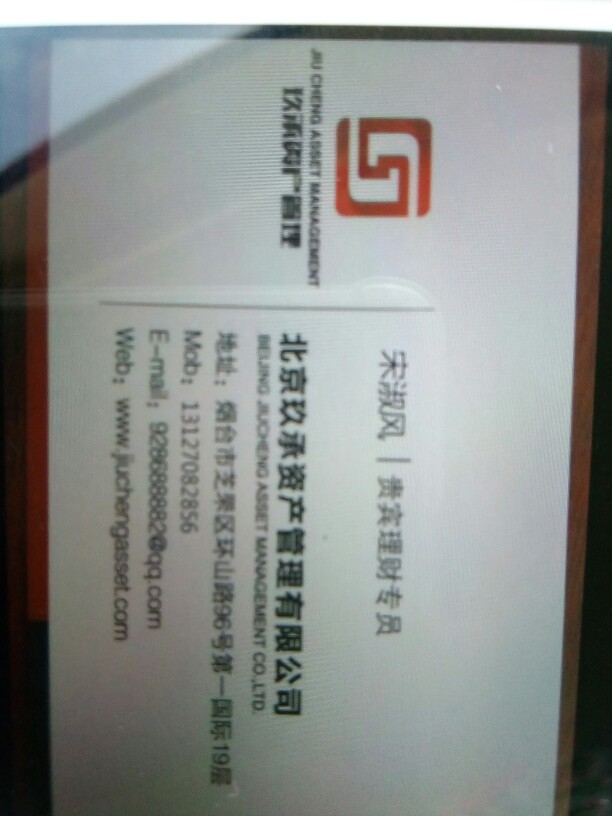 玖承资产管理
JIU CHENG ASSET MANAGEMENT
宋淑风 | 贵宾理财专员
北京玖承资产管理有限公司
BEIJING JIUCHENG ASSET MANAGEMENT CO.,LTD.
地址：烟台市芝罘区环山路96号第一国际19层
Mob：13127082856
E-mail：928688882@qq.com
Web：www.jiuchengasset.com